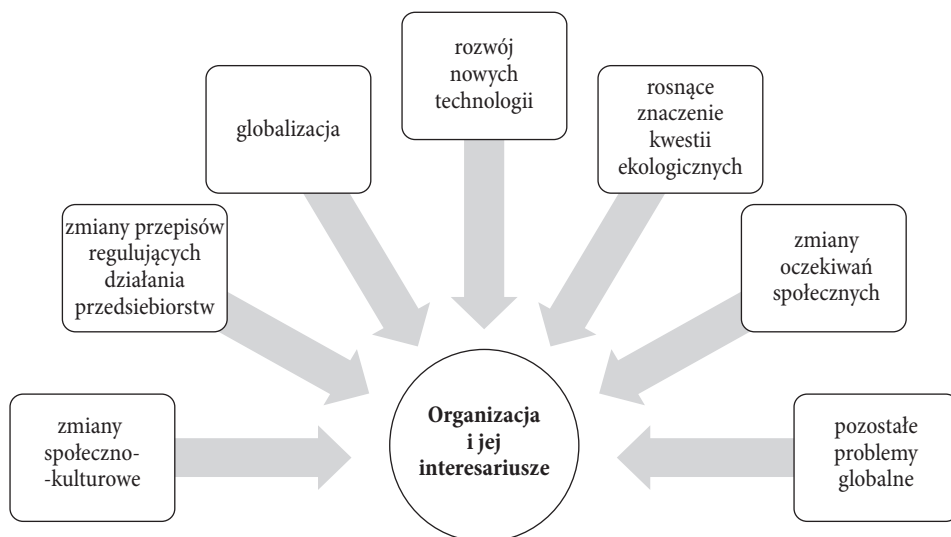 rozwój
nowych
technologii
globalizacja
rosnące
znaczenie
kwestii
ekologicznych
zmiany przepisów
regulujących
działania
przedsiebiorstw
zmiany
oczekiwań
społecznych
zmiany
społeczno-
-kulturowe
Organizacja
i jej
interesariusze
pozostałe
problemy
globalne